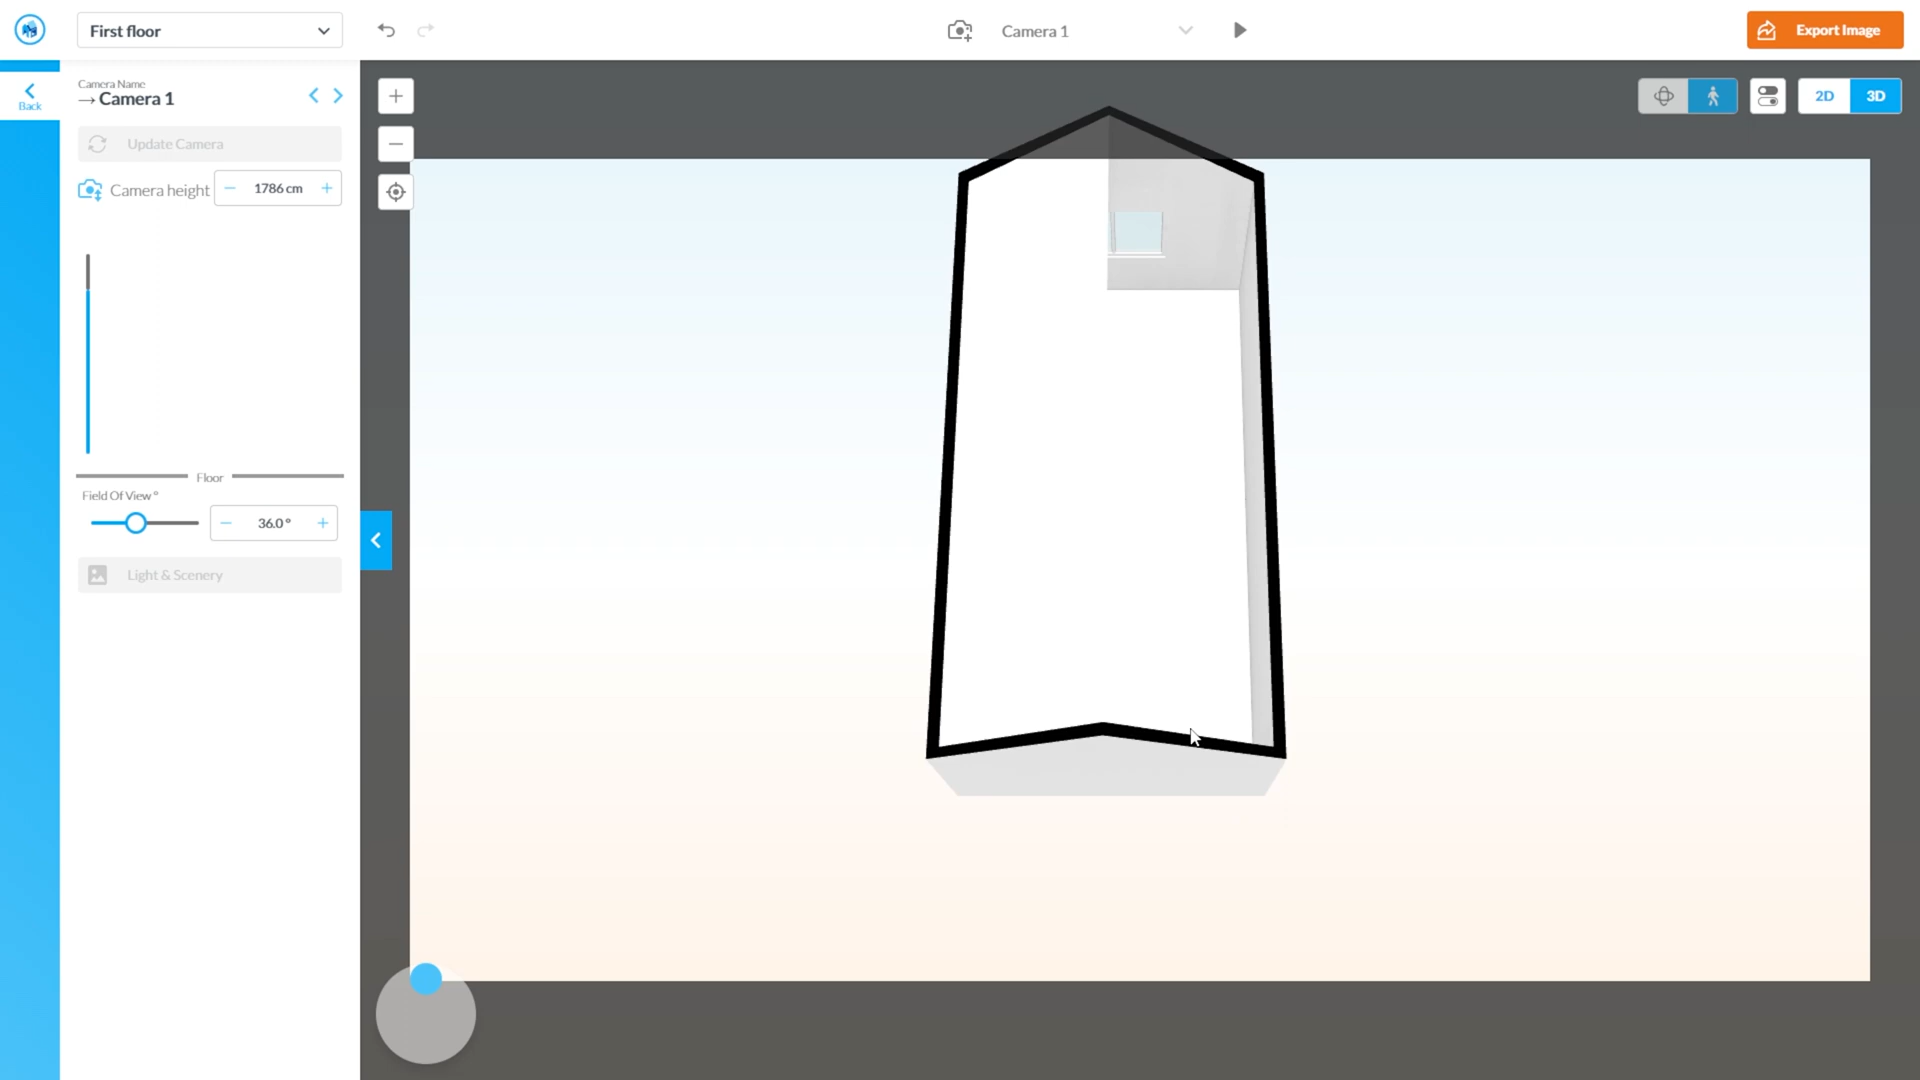 First floor
Camera 1
Export Image
Back
Camera Name
→ Camera 1
2D
3D
Update Camera
Camera height
1786 cm
Floor
Field Of View °
36.0 °
Light & Scenery